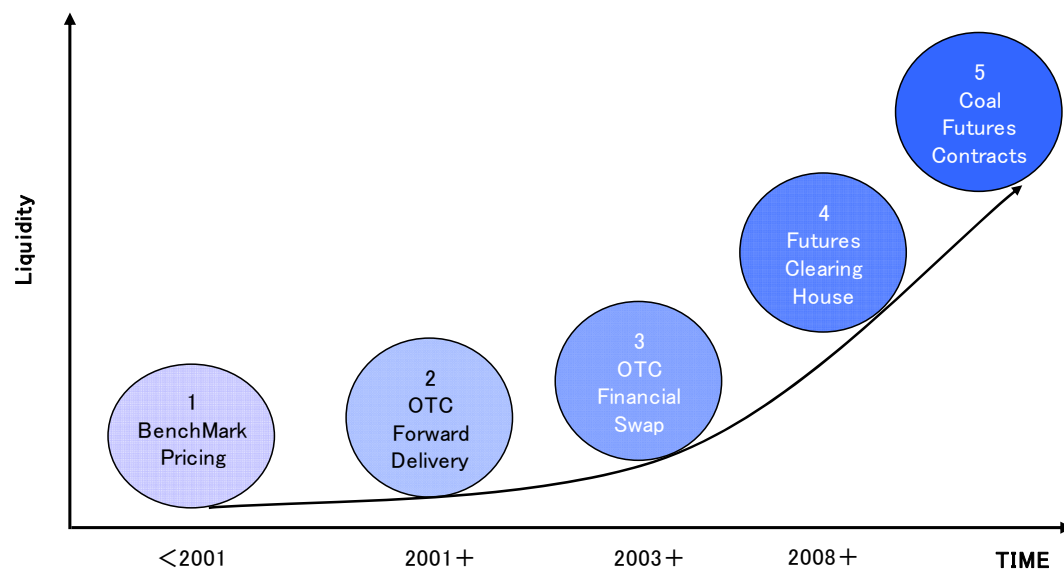 Liquidity
1
BenchMark
Pricing
2
OTC
Forward
Delivery
3
OTC
Financial
Swap
4
Futures
Clearing
House
5
Coal
Futures
Contracts
＜2001
2001＋
2003＋
2008＋
TIME